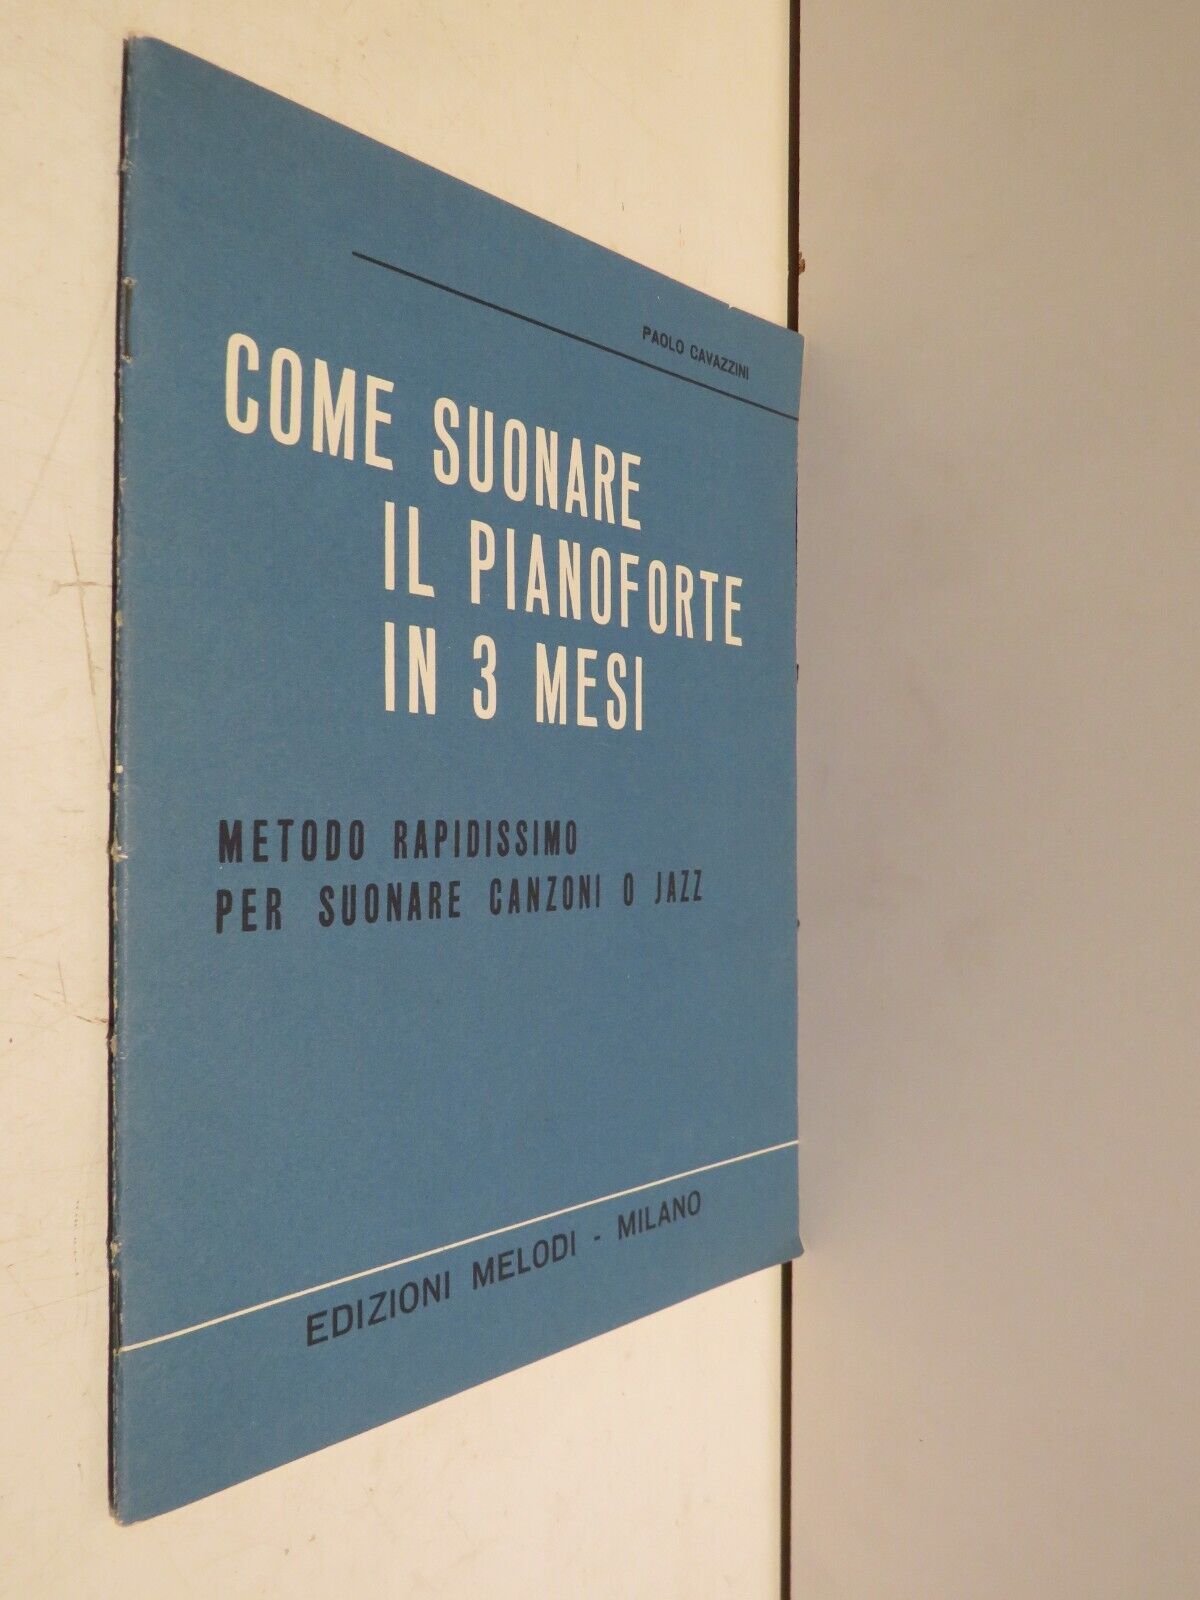 PAOLO CAVAZZINI
COME SUONARE
IL PIANOFORTE
IN 3 MESI
METODO RAPIDISSIMO
PER SUONARE CANZONI O JAZZ
EDIZIONI MELODI - MILANO